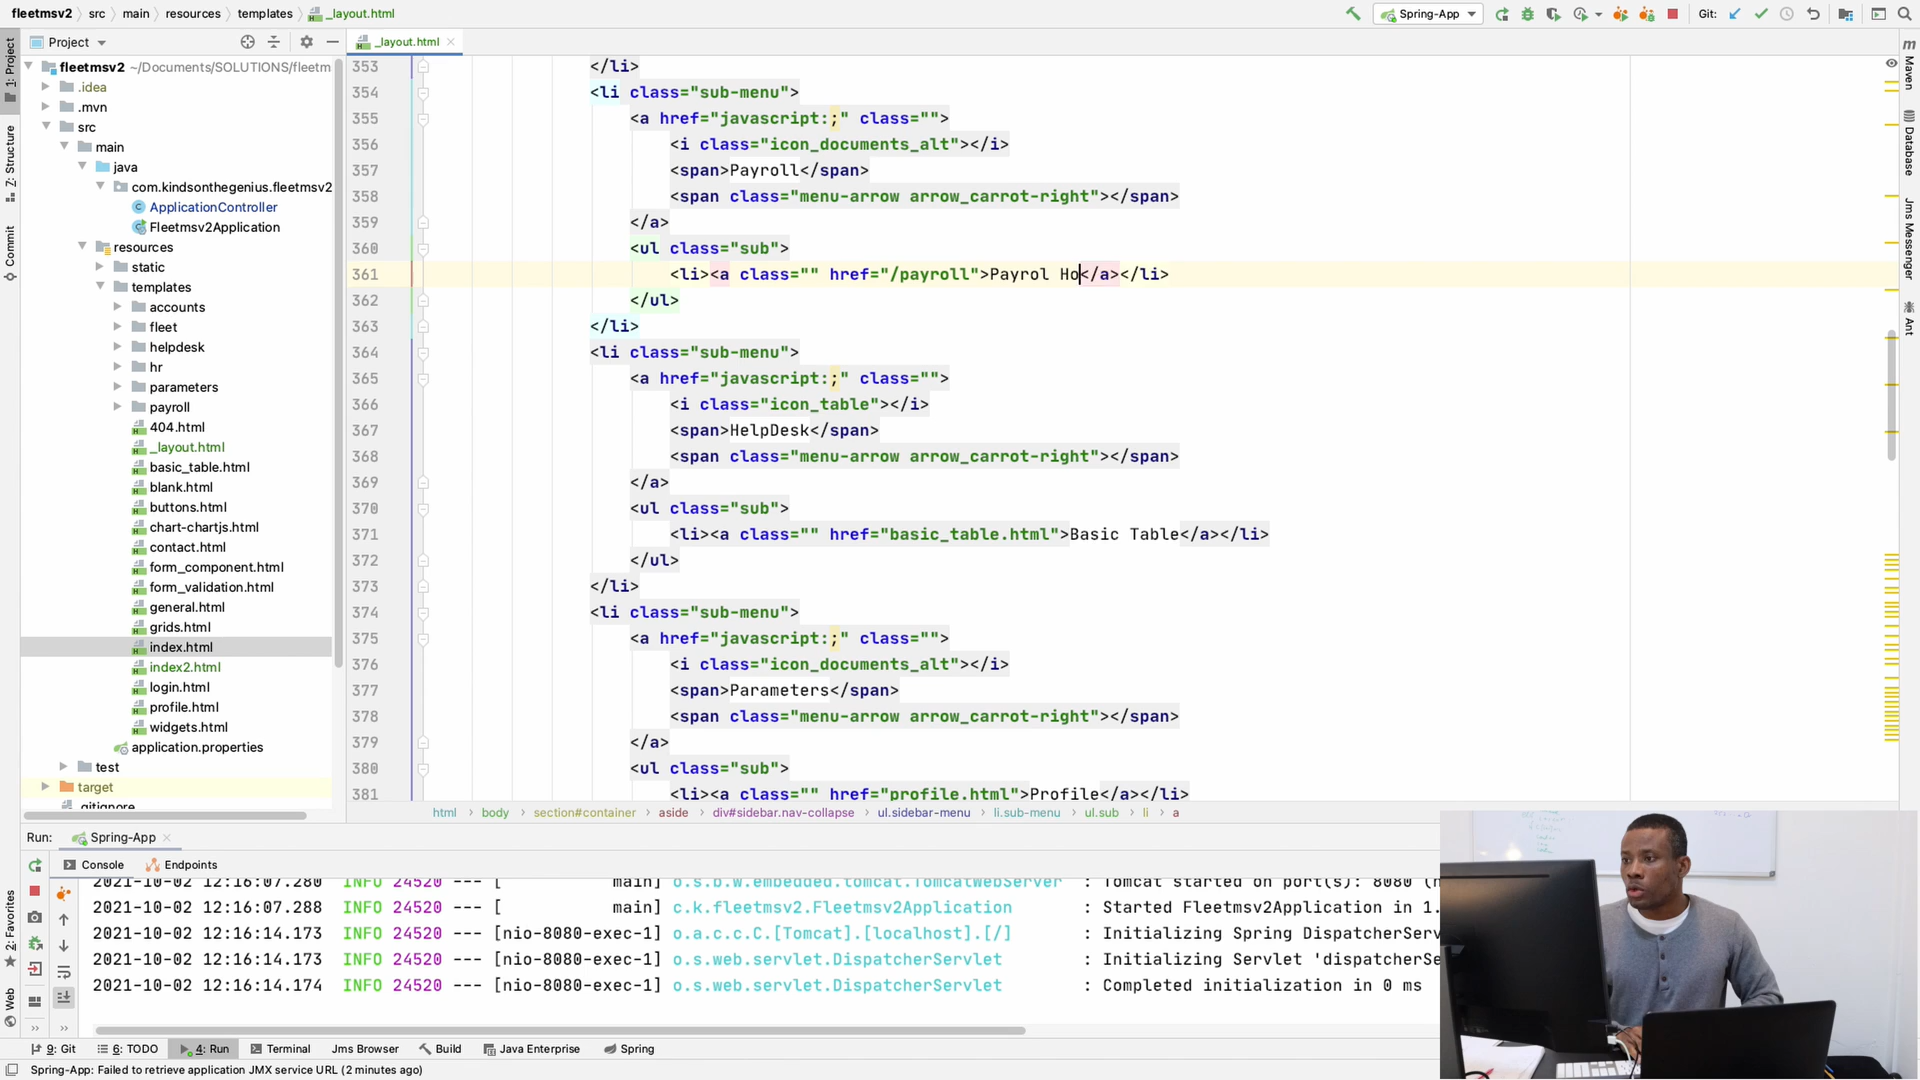 fleetmsv2 src main resources templates _layout.html
Spring-App
Git:
Project
_layout.html
fleetmsv2 ~/Documents/SOLUTIONS/fleetm
.idea
.mvn
src
main
java
com.kindsonthegenius.fleetmsv2
ApplicationController
Fleetmsv2Application
resources
static
templates
accounts
fleet
helpdesk
hr
parameters
payroll
404.html
_layout.html
basic_table.html
blank.html
buttons.html
chart-chartjs.html
contact.html
form_component.html
form_validation.html
general.html
grids.html
index.html
index2.html
login.html
profile.html
widgets.html
application.properties
test
target
.gitignore
1: Project
Z: Structure
Commit
2: Favorites
Web
353 </li>
354 <li class="sub-menu">
355 <a href="javascript:;" class="">
356 <i class="icon_documents_alt"></i>
357 <span>Payroll</span>
358 <span class="menu-arrow arrow_carrot-right"></span>
359 </a>
360 <ul class="sub">
361 <li><a class="" href="/payroll">Payrol Ho</a></li>
362 </ul>
363 </li>
364 <li class="sub-menu">
365 <a href="javascript:;" class="">
366 <i class="icon_table"></i>
367 <span>HelpDesk</span>
368 <span class="menu-arrow arrow_carrot-right"></span>
369 </a>
370 <ul class="sub">
371 <li><a class="" href="basic_table.html">Basic Table</a></li>
372 </ul>
373 </li>
374 <li class="sub-menu">
375 <a href="javascript:;" class="">
376 <i class="icon_documents_alt"></i>
377 <span>Parameters</span>
378 <span class="menu-arrow arrow_carrot-right"></span>
379 </a>
380 <ul class="sub">
381 <li><a class="" href="profile.html">Profile</a></li>
html body section#container aside div#sidebar.nav-collapse ul.sidebar-menu li.sub-menu ul.sub li a
m Maven
Database
Jms Messenger
Ant
Run: Spring-App
Console Endpoints
2021-10-02 12:16:07.280 INFO 24520 --- [ main] o.s.b.w.embedded.tomcat.TomcatWebServer : Tomcat started on port(s): 8080 (h
2021-10-02 12:16:07.288 INFO 24520 --- [ main] c.k.fleetmsv2.Fleetmsv2Application : Started Fleetmsv2Application in 1.
2021-10-02 12:16:14.173 INFO 24520 --- [nio-8080-exec-1] o.a.c.c.C.[Tomcat].[localhost].[/] : Initializing Spring DispatcherServ
2021-10-02 12:16:14.173 INFO 24520 --- [nio-8080-exec-1] o.s.web.servlet.DispatcherServlet : Initializing Servlet 'dispatcherSe
2021-10-02 12:16:14.174 INFO 24520 --- [nio-8080-exec-1] o.s.web.servlet.DispatcherServlet : Completed initialization in 0 ms
9: Git 6: TODO 4: Run Terminal Jms Browser Build Java Enterprise Spring
Spring-App: Failed to retrieve application JMX service URL (2 minutes ago)